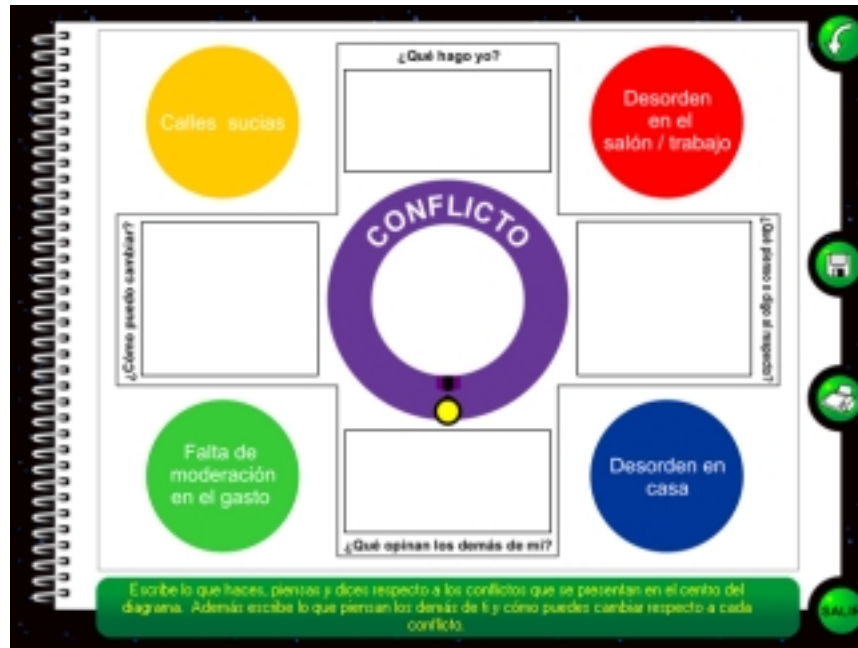 ¿Qué hago yo?
Calles sucias
Desorden
en el
salón / trabajo
CONFLICTO
¿Cómo puedo cambiar?
¿Qué pienso o digo al respecto?
Falta de
moderación
en el gasto
Desorden en
casa
¿Qué opinan los demás de mi?
Escribe lo que haces, piensas y dices respecto a los conflictos que se presentan en el centro del
diagrama. Además escribe lo que piensan los demás de ti y cómo puedes cambiar respecto a cada
conflicto.
SALIR